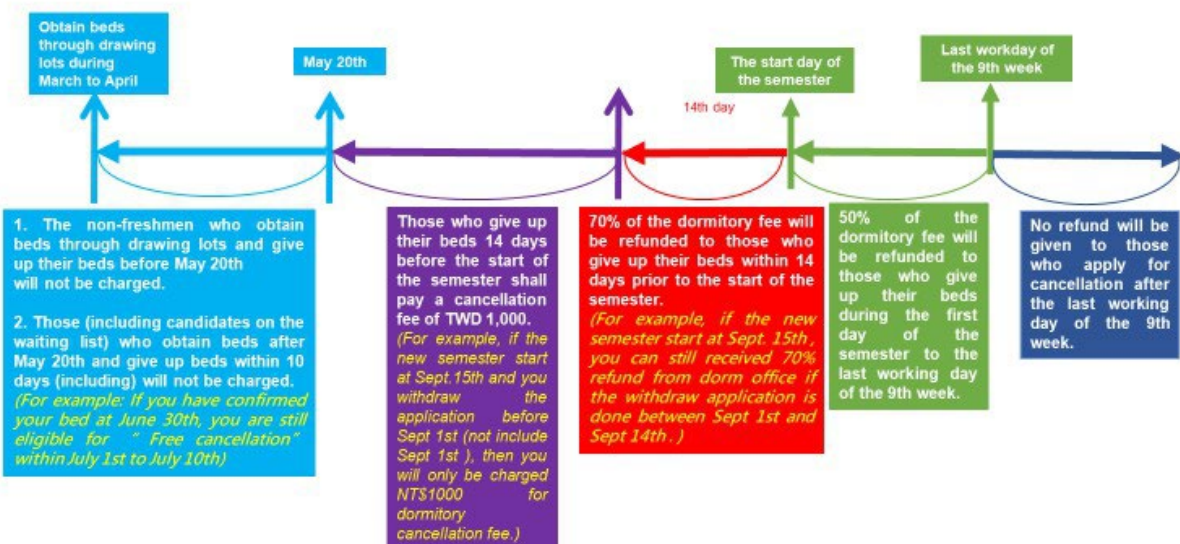 Obtain beds
through drawing
lots during
March to April
May 20th
14th day
The start day of
the semester
Last workday of
the 9th week
1. The non-freshmen who obtain
beds through drawing lots and give
up their beds before May 20th
will not be charged.
2. Those (including candidates on the
waiting list) who obtain beds after
May 20th and give up beds within 10
days (including) will not be charged.
(For example: If you have confirmed
your bed at June 30th, you are still
eligible for “ Free cancellation”
within July 1st to July 10th)
Those who give up
their beds 14 days
before the start of
the semester shall
pay a cancellation
fee of TWD 1,000.
(For example, if the
new semester start
at Sept.15th and you
withdraw the
application before
Sept 1st (not include
Sept 1st ), then you
will only be charged
NT$1000 for
dormitory
cancellation fee.)
70% of the dormitory fee will
be refunded to those who
give up their beds within 14
days prior to the start of the
semester.
(For example, if the new
semester start at Sept. 15th ,
you can still received 70%
refund from dorm office if
the withdraw application is
done between Sept 1st and
Sept 14th . )
50% of the
dormitory fee will
be refunded to
those who give
up their beds
during the first
day of the
semester to the
last working day
of the 9th week.
No refund will be
given to those
who apply for
cancellation after
the last working
day of the 9th
week.